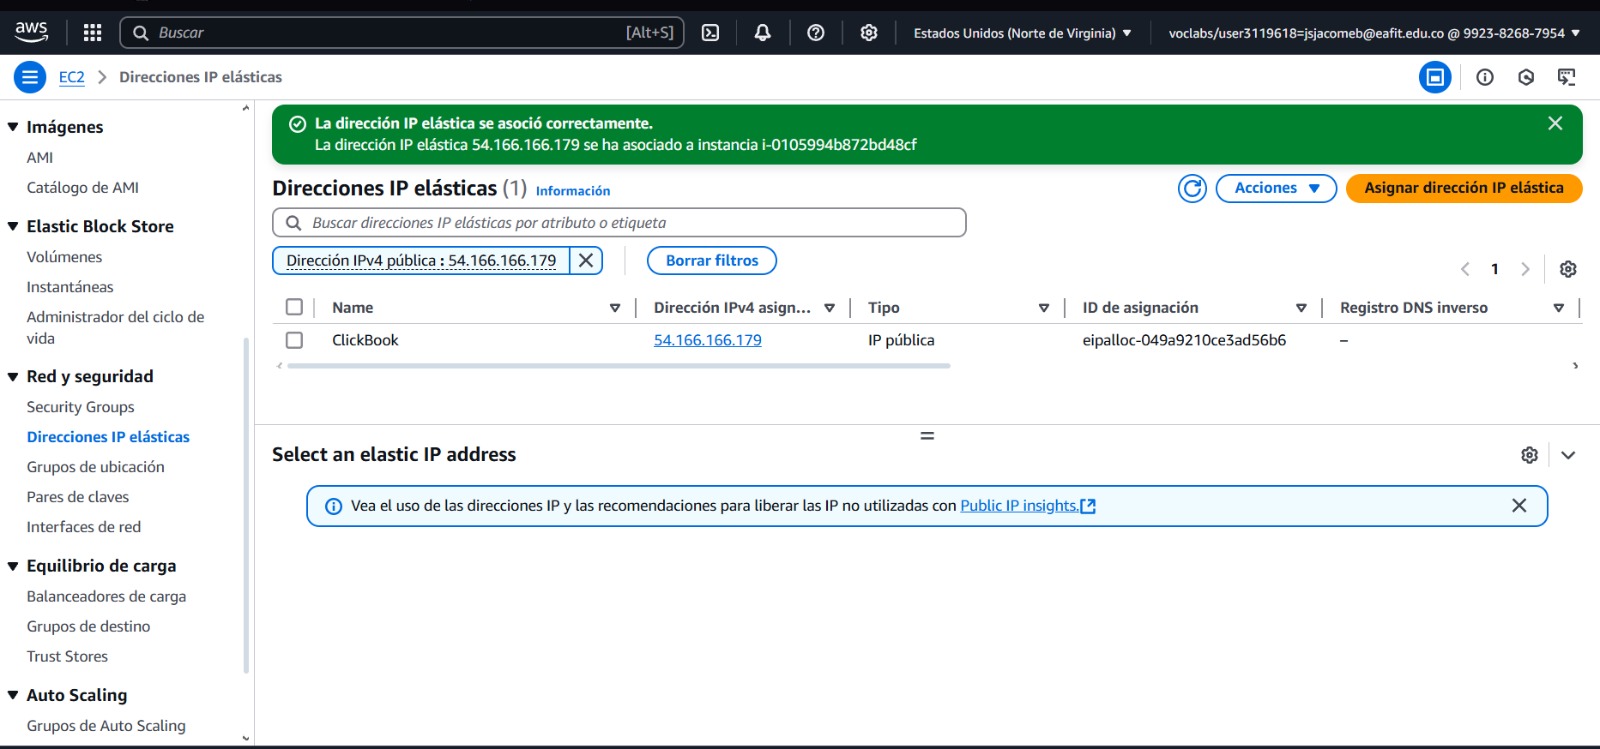 aws
Buscar
[Alt+S]
Estados Unidos (Norte de Virginia)
voclabs/user3119618=jsjacomeb@eafit.edu.co @ 9923-8268-7954
EC2
Direcciones IP elásticas
Imágenes
AMI
Catálogo de AMI
Elastic Block Store
Volúmenes
Instantáneas
Administrador del ciclo de
vida
Red y seguridad
Security Groups
Direcciones IP elásticas
Grupos de ubicación
Pares de claves
Interfaces de red
Equilibrio de carga
Balanceadores de carga
Grupos de destino
Trust Stores
Auto Scaling
Grupos de Auto Scaling
La dirección IP elástica se asoció correctamente.
La dirección IP elástica 54.166.166.179 se ha asociado a instancia i-0105994b872bd48cf
Direcciones IP elásticas (1) Información
Acciones
Asignar dirección IP elástica
Buscar direcciones IP elásticas por atributo o etiqueta
Dirección IPv4 pública : 54.166.166.179
Borrar filtros
1
Name
Dirección IPv4 asign...
Tipo
ID de asignación
Registro DNS inverso
ClickBook
54.166.166.179
IP pública
eipalloc-049a9210ce3ad56b6
–
Select an elastic IP address
Vea el uso de las direcciones IP y las recomendaciones para liberar las IP no utilizadas con Public IP insights.